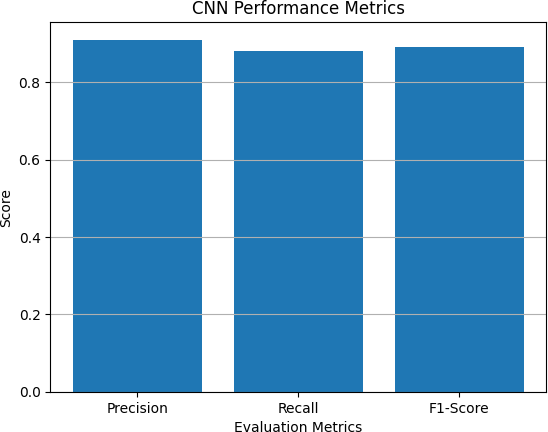 CNN Performance Metrics
0.8
0.6
0.4
0.2
0.0
Score
Precision Recall F1-Score
Evaluation Metrics